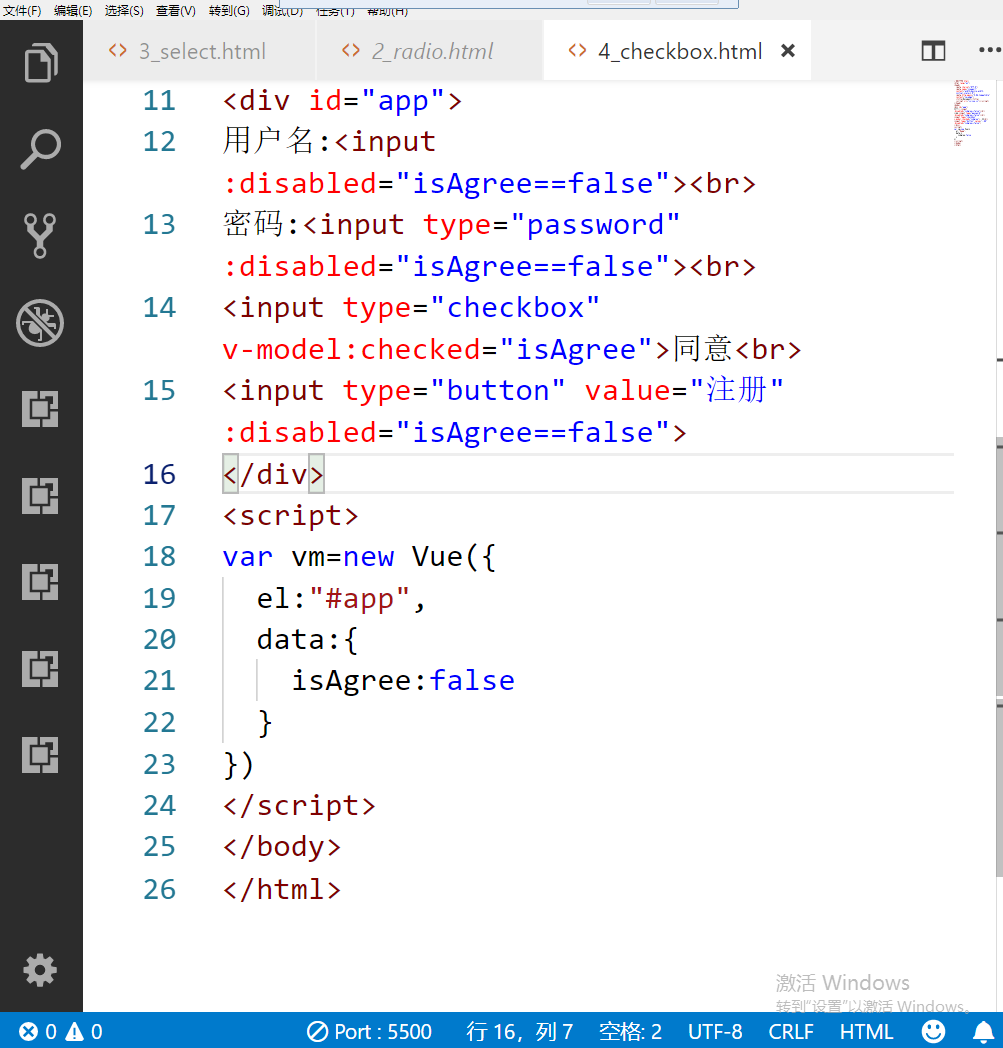 文件(F) 编辑(E) 选择(S) 查看(V) 转到(G) 调试(D) 任务(T) 帮助(H)
<> 3_select.html <> 2_radio.html <> 4_checkbox.html ×
11 <div id="app">
12 用户名:<input
:disabled="isAgree==false"><br>
13 密码:<input type="password"
:disabled="isAgree==false"><br>
14 <input type="checkbox"
v-model:checked="isAgree">同意<br>
15 <input type="button" value="注册"
:disabled="isAgree==false">
16 </div>
17 <script>
18 var vm=new Vue({
19 el:"#app",
20 data:{
21 isAgree:false
22 }
23 })
24 </script>
25 </body>
26 </html>
激活 Windows
转到“设置”以激活 Windows。
0 0 Port : 5500 行 16，列 7 空格: 2 UTF-8 CRLF HTML